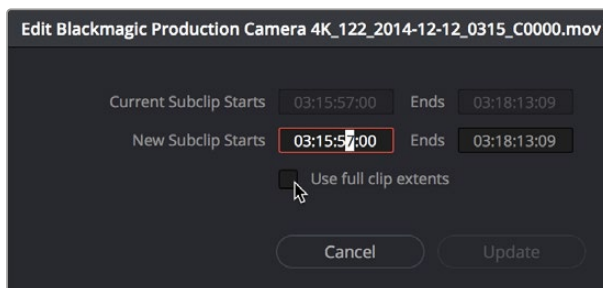 Edit Blackmagic Production Camera 4K_122_2014-12-12_0315_C0000.mov
Current Subclip Starts 03:15:57:00 Ends 03:18:13:09
New Subclip Starts 03:15:57:00 Ends 03:18:13:09
Use full clip extents
Cancel Update